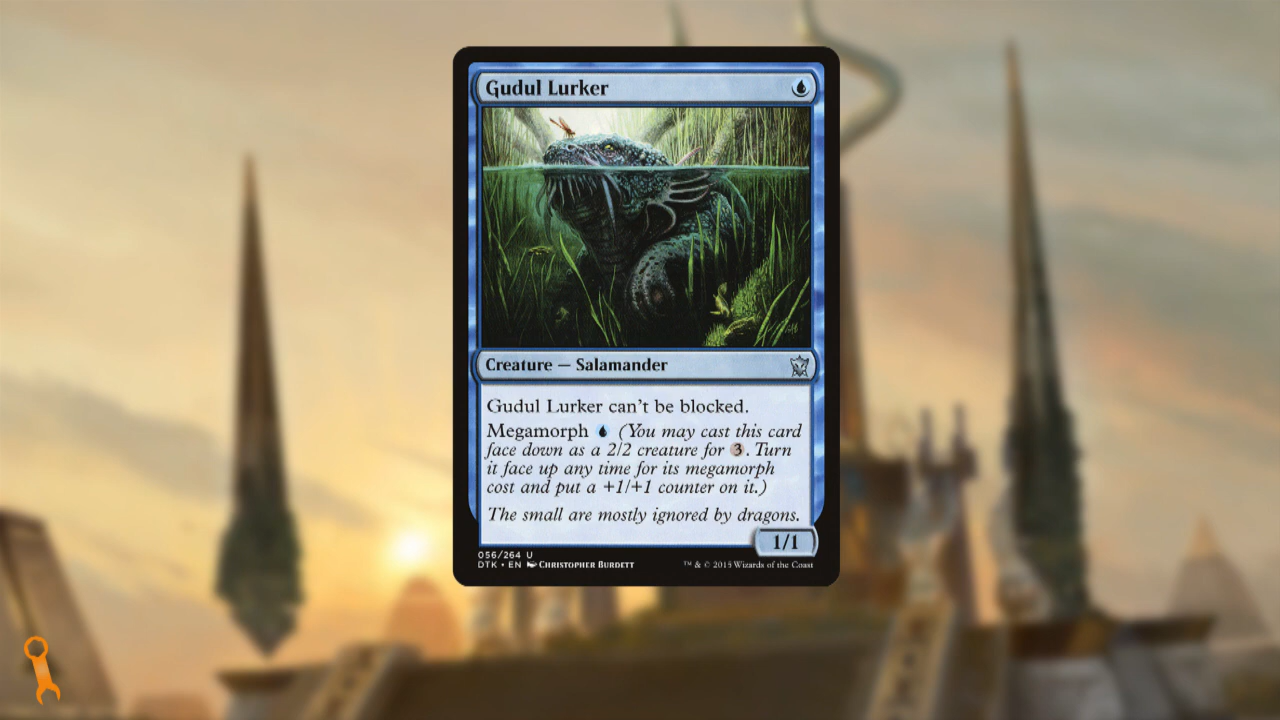 Gudul Lurker
Creature — Salamander
Gudul Lurker can't be blocked.
Megamorph (You may cast this card
face down as a 2/2 creature for 3. Turn
it face up any time for its megamorph
cost and put a +1/+1 counter on it.)
The small are mostly ignored by dragons.
1/1
056/264 U
DTK • EN Christopher Burdett
™ & © 2015 Wizards of the Coast